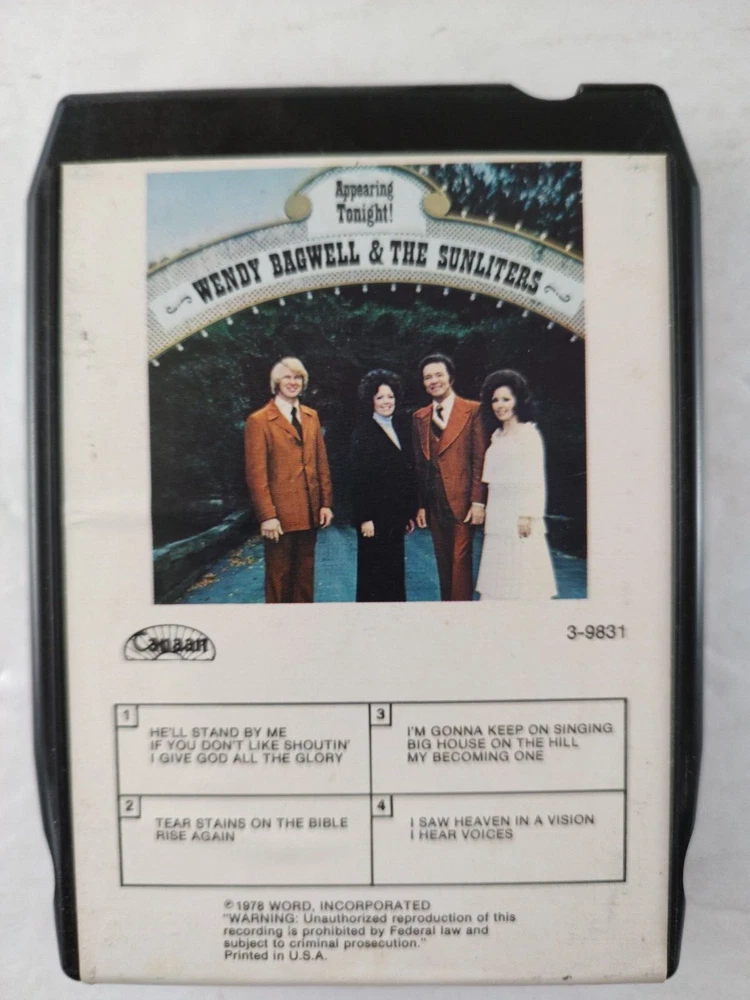 Appearing
Tonight!
WENDY BAGWELL & THE SUNLITERS
Canaan
3-9831
1
HE'LL STAND BY ME
IF YOU DON'T LIKE SHOUTIN'
I GIVE GOD ALL THE GLORY
2
TEAR STAINS ON THE BIBLE
RISE AGAIN
3
I'M GONNA KEEP ON SINGING
BIG HOUSE ON THE HILL
MY BECOMING ONE
4
I SAW HEAVEN IN A VISION
I HEAR VOICES
℗1978 WORD, INCORPORATED
"WARNING: Unauthorized reproduction of this
recording is prohibited by Federal law and
subject to criminal prosecution."
Printed in U.S.A.